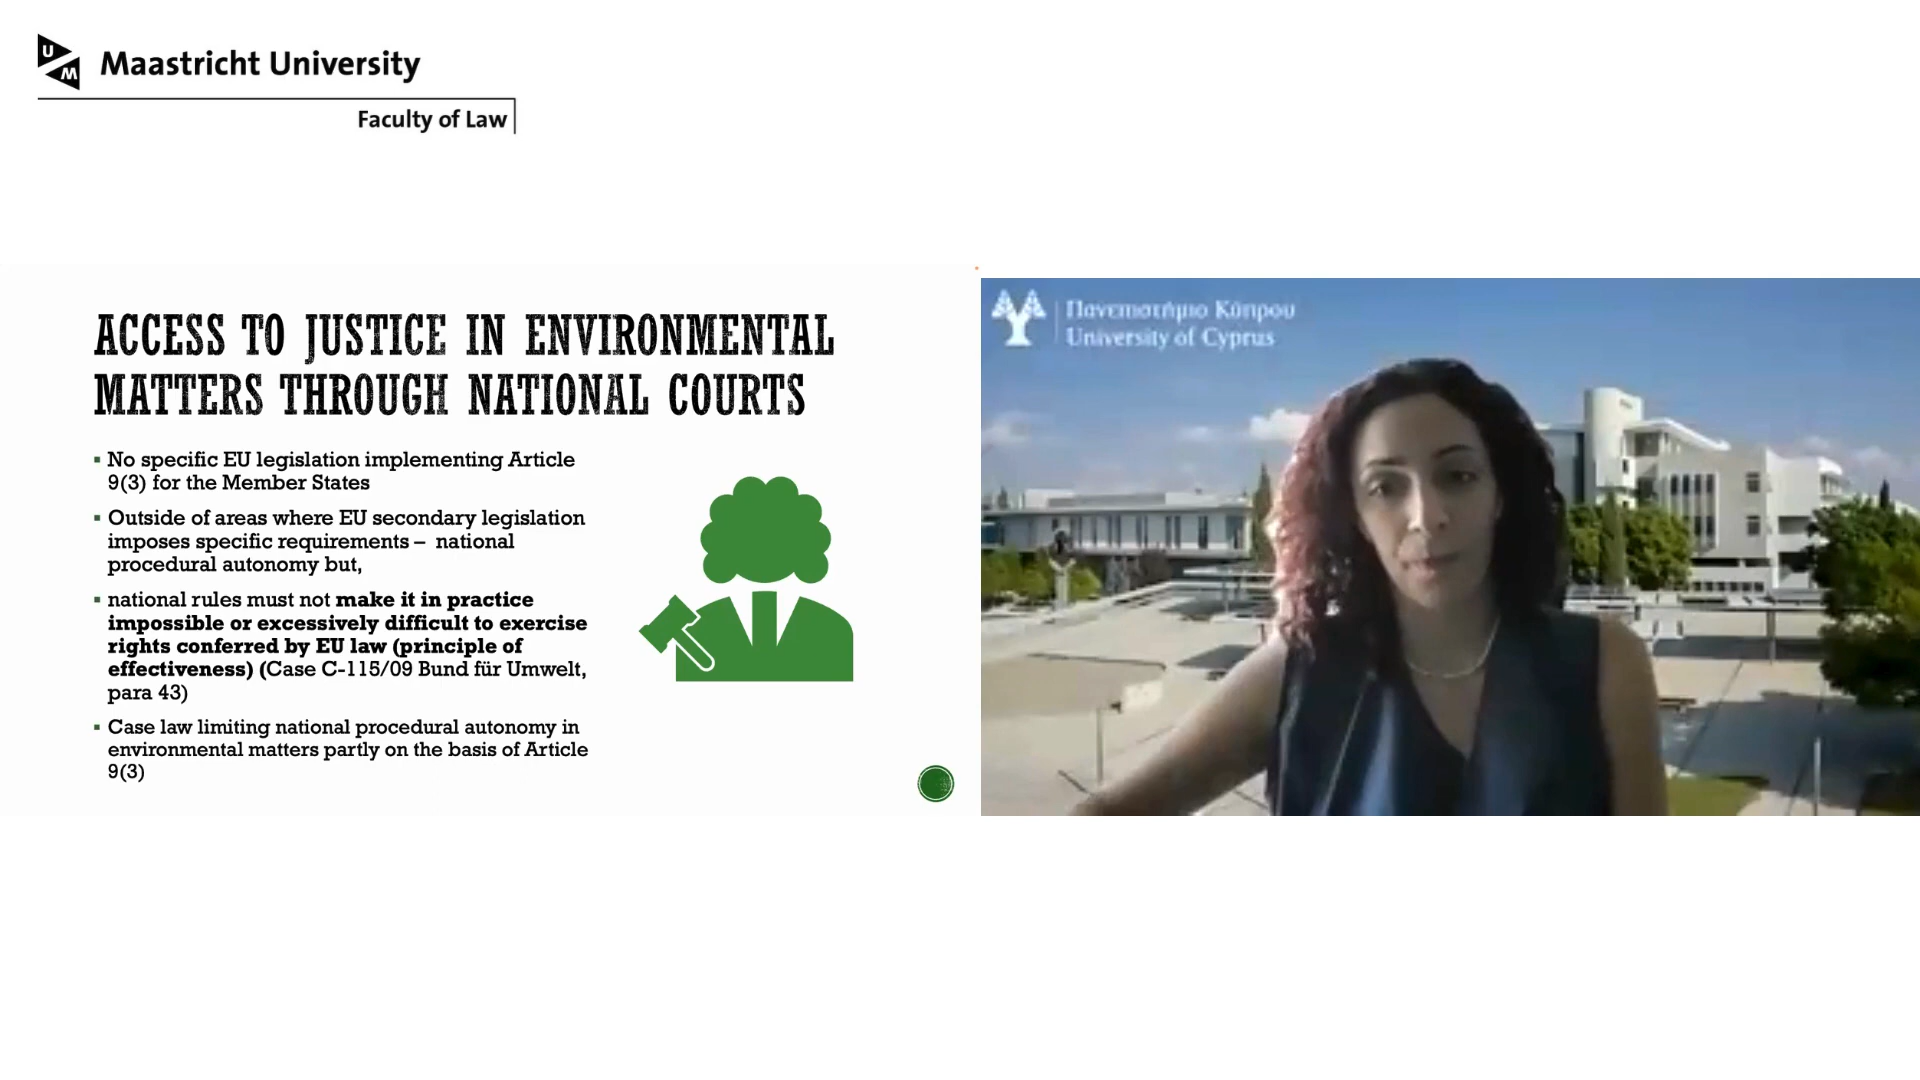 U
M
Maastricht University
Faculty of Law
ACCESS TO JUSTICE IN ENVIRONMENTAL
MATTERS THROUGH NATIONAL COURTS
▪ No specific EU legislation implementing Article
9(3) for the Member States
▪ Outside of areas where EU secondary legislation
imposes specific requirements – national
procedural autonomy but,
▪ national rules must not make it in practice
impossible or excessively difficult to exercise
rights conferred by EU law (principle of
effectiveness) (Case C-115/09 Bund für Umwelt,
para 43)
▪ Case law limiting national procedural autonomy in
environmental matters partly on the basis of Article
9(3)
Πανεπιστήμιο Κύπρου
University of Cyprus